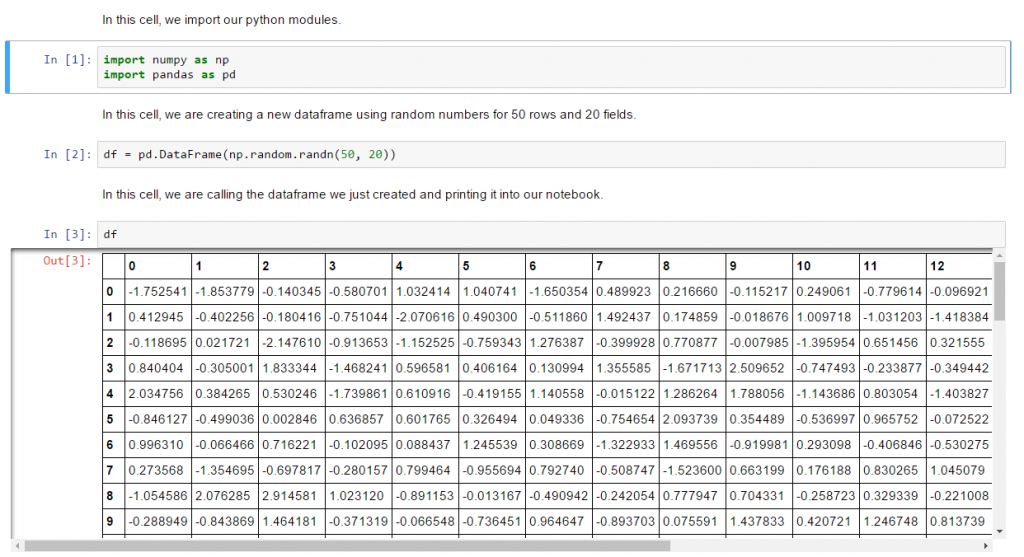 In this cell, we import our python modules.
In [1]: import numpy as np
import pandas as pd
In this cell, we are creating a new dataframe using random numbers for 50 rows and 20 fields.
In [2]: df = pd.DataFrame(np.random.randn(50, 20))
In this cell, we are calling the dataframe we just created and printing it into our notebook.
In [3]: df
Out[3]: 0 1 2 3 4 5 6 7 8 9 10 11 12
0 -1.752541 -1.853779 -0.140345 -0.580701 1.032414 1.040741 -1.650354 0.489923 0.216660 -0.115217 0.249061 -0.779614 -0.096921
1 0.412945 -0.402256 -0.180416 -0.751044 -2.070616 0.490300 -0.511860 1.492437 0.174859 -0.018676 1.009718 -1.031203 -1.418384
2 -0.118695 0.021721 -2.147610 -0.913653 -1.152525 -0.759343 1.276387 -0.399928 0.770877 -0.007985 -1.395954 0.651456 0.321555
3 0.840404 -0.305001 1.833344 -1.468241 0.596581 0.406164 0.130994 1.355585 -1.671713 2.509652 -0.747493 -0.233877 -0.349442
4 2.034756 0.384265 0.530246 -1.739861 0.610916 -0.419155 1.140558 -0.015122 1.286264 1.788056 -1.143686 0.803054 -1.403827
5 -0.846127 -0.499036 0.002846 0.636857 0.601765 0.326494 0.049336 -0.754654 2.093739 0.354489 -0.536997 0.965752 -0.072522
6 0.996310 -0.066466 0.716221 -0.102095 0.088437 1.245539 0.308669 -1.322933 1.469556 -0.919981 0.293098 -0.406846 -0.530275
7 0.273568 -1.354695 -0.697817 -0.280157 0.799464 -0.955694 0.792740 -0.508747 -1.523600 0.663199 0.176188 0.830265 1.045079
8 -1.054586 2.076285 2.914581 1.023120 -0.891153 -0.013167 -0.490942 -0.242054 0.777947 0.704331 -0.258723 0.329339 -0.221008
9 -0.288949 -0.843869 1.464181 -0.371319 -0.066548 -0.736451 0.964647 -0.893703 0.075591 1.437833 0.420721 1.246748 0.813739